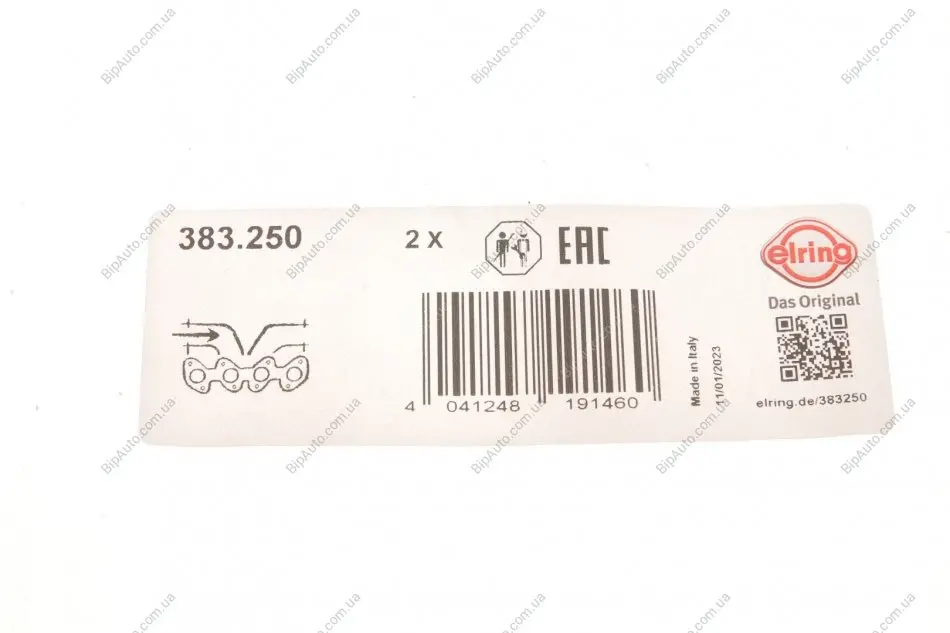 383.250
2 X
EAC
elring
Das Original
4 041248 191460
Made in Italy
11/01/2023
elring.de/383250
BipAuto.com.ua